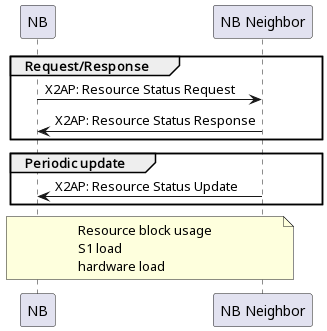 NB NB Neighbor
Request/Response
X2AP: Resource Status Request
X2AP: Resource Status Response
Periodic update
X2AP: Resource Status Update
Resource block usage
S1 load
hardware load
NB NB Neighbor